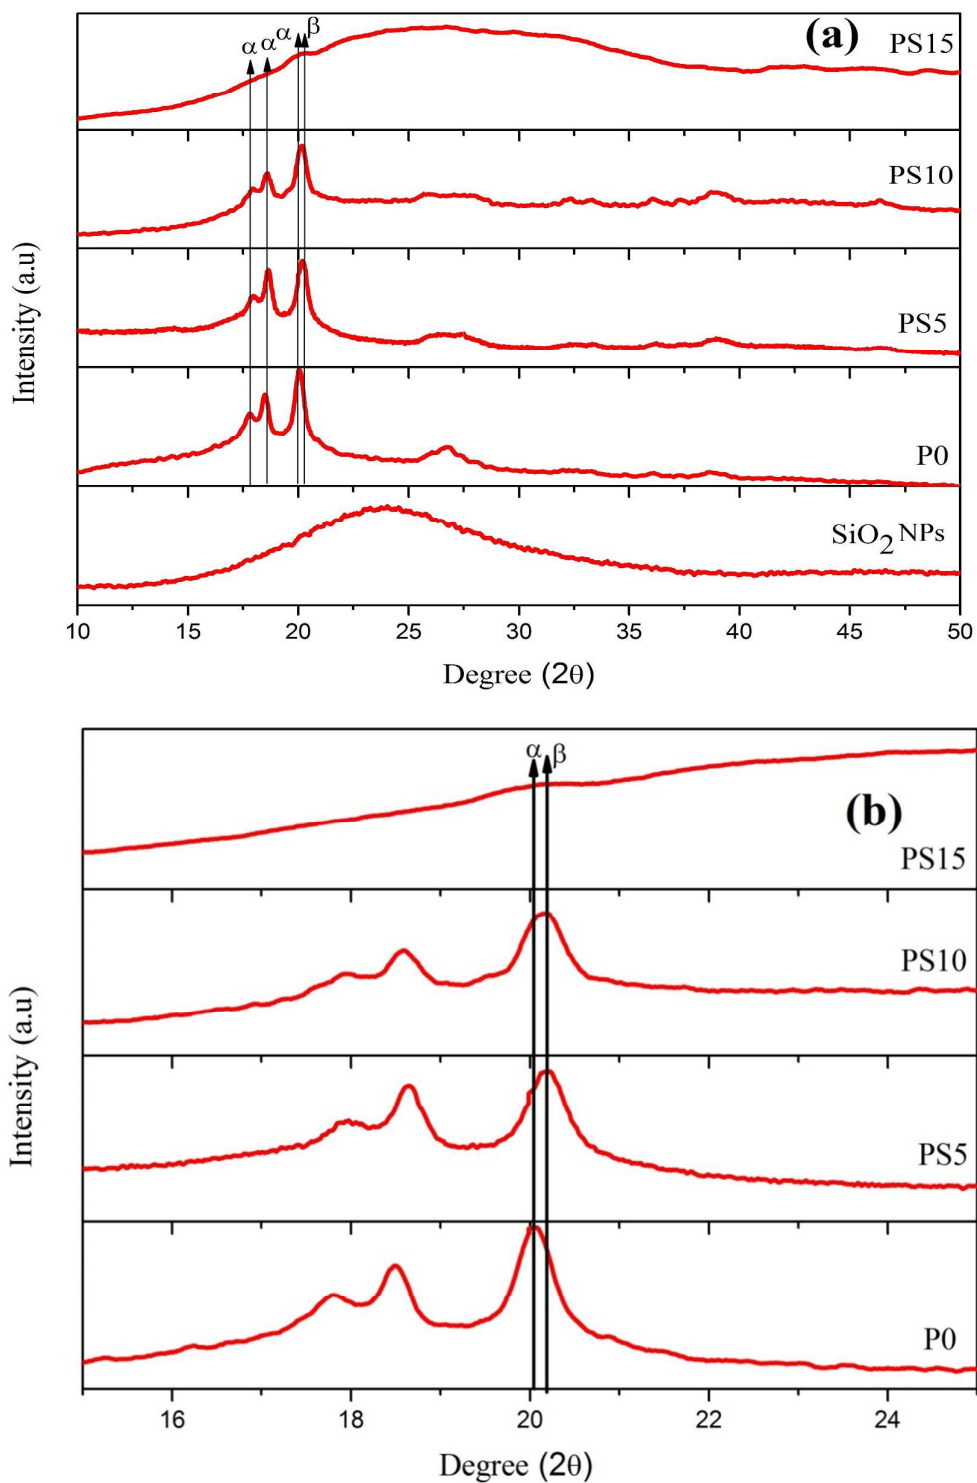 α α α β (a) PS15
PS10
PS5
P0
SiO2 NPs
Intensity (a.u)
10 15 20 25 30 35 40 45 50
Degree (2θ)
α β
(b)
PS15
PS10
PS5
P0
Intensity (a.u)
16 18 20 22 24
Degree (2θ)